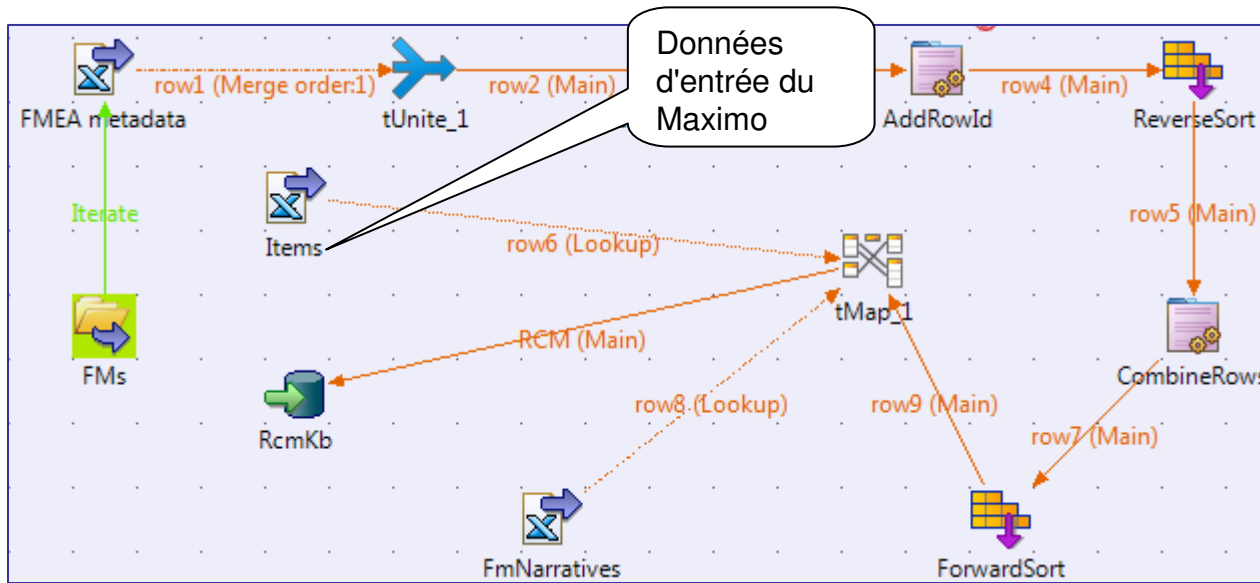 Données
d'entrée du
Maximo
row1 (Merge order:1)
row2 (Main)
row4 (Main)
FMEA metadata
tUnite_1
AddRowId
ReverseSort
Iterate
Items
row6 (Lookup)
row5 (Main)
tMap_1
FMs
RCM (Main)
CombineRows
RcmKb
row8 (Lookup)
row9 (Main)
row7 (Main)
FmNarratives
ForwardSort